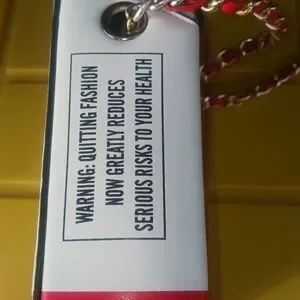 WARNING: QUITTING FASHION
NOW GREATLY REDUCES
SERIOUS RISKS TO YOUR HEALTH